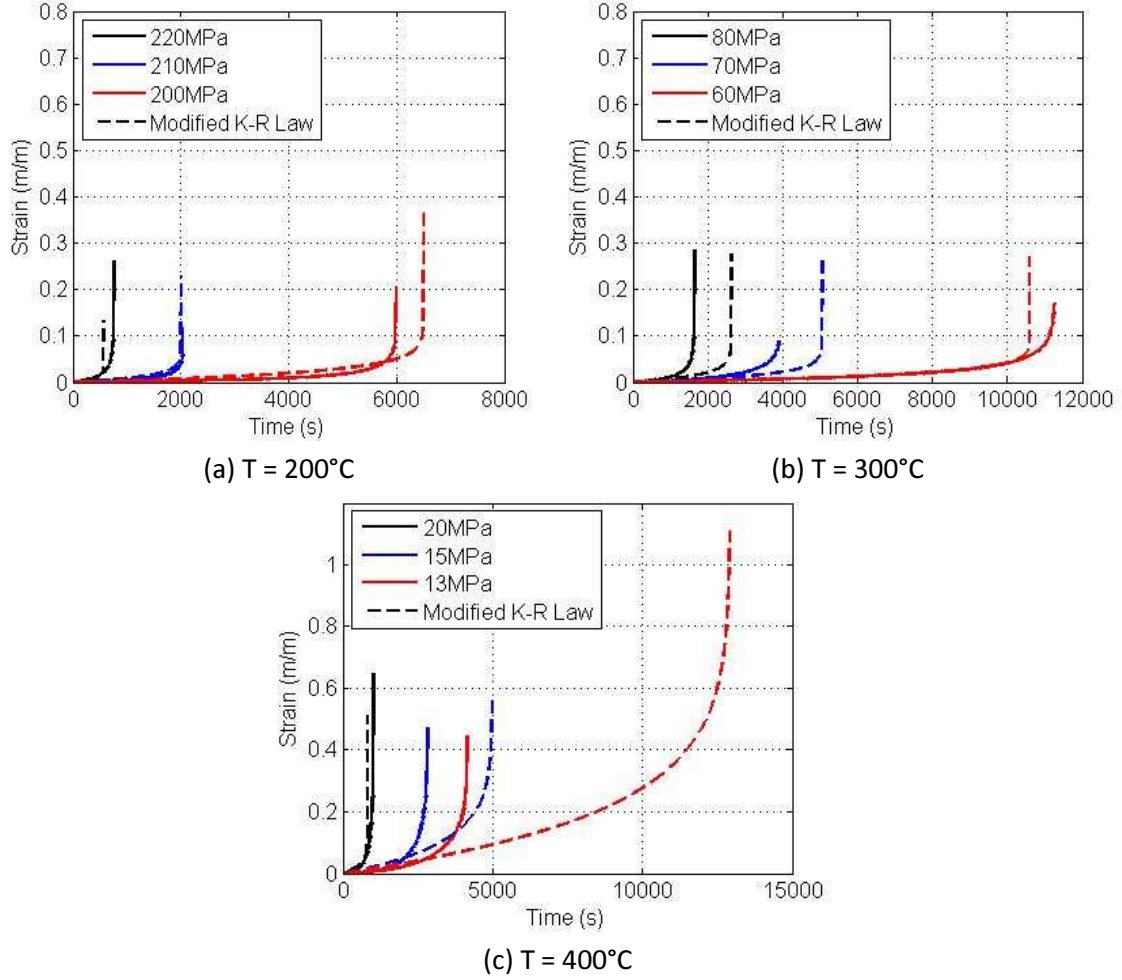 0.8
0.7
0.6
0.5
0.4
0.3
0.2
0.1
0
Strain (m/m)
220MPa
210MPa
200MPa
Modified K-R Law
0 2000 4000 6000 8000
Time (s)
(a) T = 200°C
0.8
0.7
0.6
0.5
0.4
0.3
0.2
0.1
0
Strain (m/m)
80MPa
70MPa
60MPa
Modified K-R Law
0 2000 4000 6000 8000 10000 12000
Time (s)
(b) T = 300°C
1
0.8
0.6
0.4
0.2
0
Strain (m/m)
20MPa
15MPa
13MPa
Modified K-R Law
0 5000 10000 15000
Time (s)
(c) T = 400°C